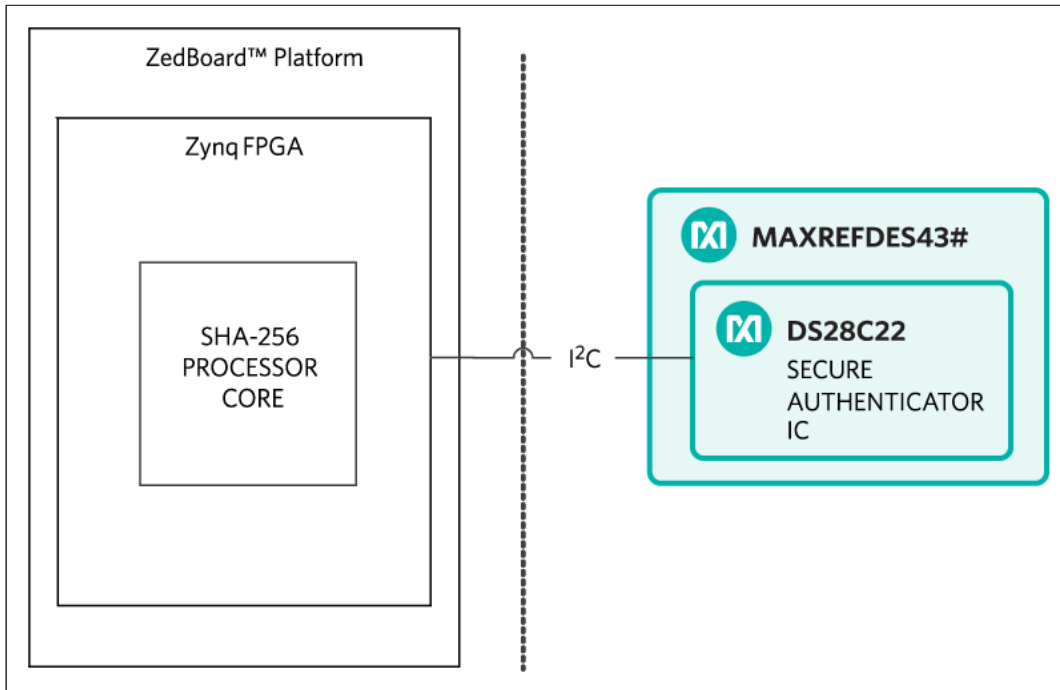 ZedBoard™ Platform
Zynq FPGA
SHA-256
PROCESSOR
CORE
I²C
MAXREFDES43#
DS28C22
SECURE
AUTHENTICATOR
IC